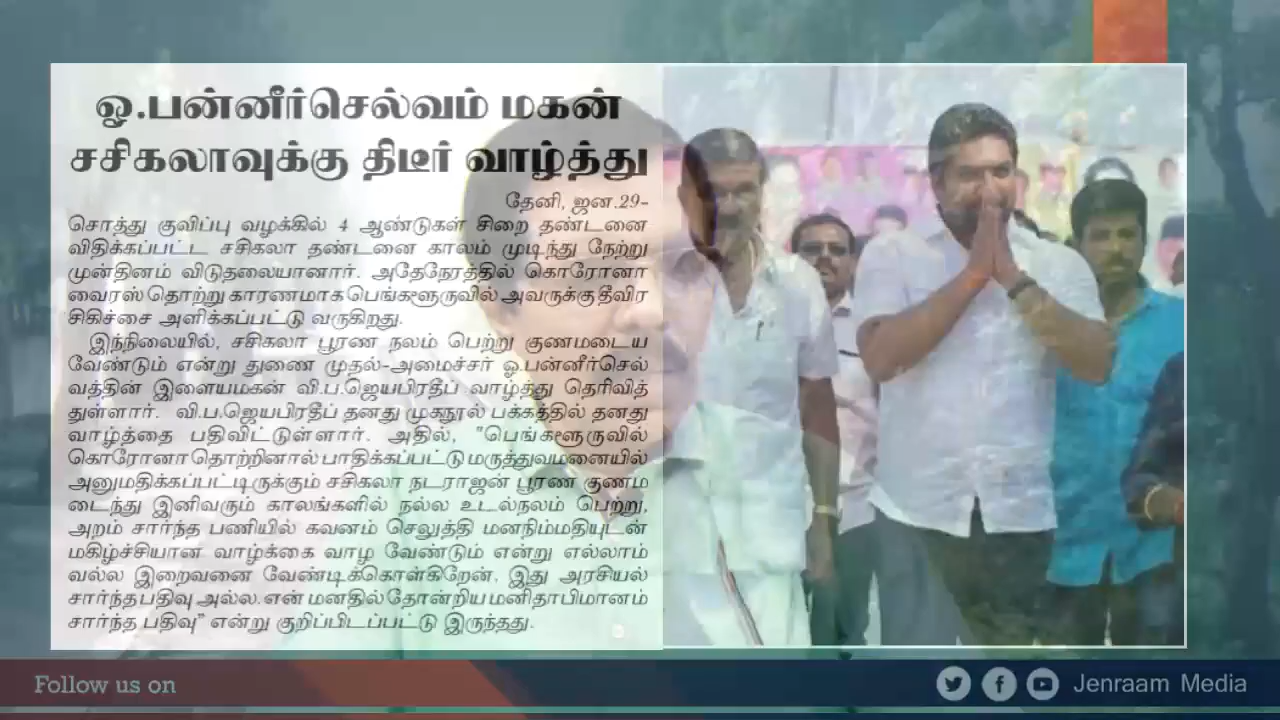 ஓ.பன்னீர்செல்வம் மகன்
சசிகலாவுக்கு திடீர் வாழ்த்து
தேனி, ஜன.29-
சொத்து குவிப்பு வழக்கில் 4 ஆண்டுகள் சிறை தண்டனை
விதிக்கப்பட்ட சசிகலா தண்டனை காலம் முடிந்து நேற்று
முன்தினம் விடுதலையானார். அதேநேரத்தில் கொரோனா
வைரஸ் தொற்று காரணமாக பெங்களூருவில் அவருக்கு தீவிர
சிகிச்சை அளிக்கப்பட்டு வருகிறது.
இந்நிலையில், சசிகலா பூரண நலம் பெற்று குணமடைய
வேண்டும் என்று துணை முதல்-அமைச்சர் ஓ.பன்னீர்செல்
வத்தின் இளையமகன் வி.ப.ஜெயபிரதீப் வாழ்த்து தெரிவித்
துள்ளார். வி.ப.ஜெயபிரதீப் தனது முகநூல் பக்கத்தில் தனது
வாழ்த்தை பதிவிட்டுள்ளார். அதில், "பெங்களூருவில்
கொரோனா தொற்றினால் பாதிக்கப்பட்டு மருத்துவமனையில்
அனுமதிக்கப்பட்டிருக்கும் சசிகலா நடராஜன் பூரண குணம
டைந்து இனிவரும் காலங்களில் நல்ல உடல்நலம் பெற்று,
அறம் சார்ந்த பணியில் கவனம் செலுத்தி மனநிம்மதியுடன்
மகிழ்ச்சியான வாழ்க்கை வாழ வேண்டும் என்று எல்லாம்
வல்ல இறைவனை வேண்டிக்கொள்கிறேன். இது அரசியல்
சார்ந்த பதிவு அல்ல. என் மனதில் தோன்றிய மனிதாபிமானம்
சார்ந்த பதிவு" என்று குறிப்பிடப்பட்டு இருந்தது.
Follow us on
Jenraam Media